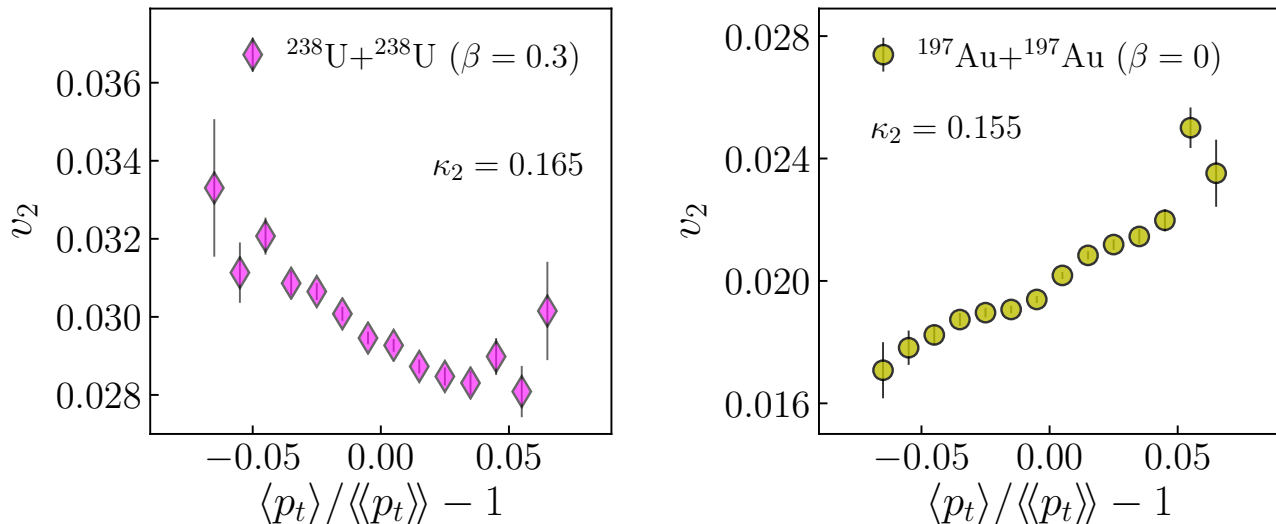 ²³⁸U+²³⁸U (β = 0.3)
κ₂ = 0.165
0.036
0.034
0.032
0.030
0.028
v₂
−0.05 0.00 0.05
⟨pₜ⟩/⟨⟨pₜ⟩⟩ − 1
¹⁹⁷Au+¹⁹⁷Au (β = 0)
κ₂ = 0.155
0.028
0.024
0.020
0.016
v₂
−0.05 0.00 0.05
⟨pₜ⟩/⟨⟨pₜ⟩⟩ − 1